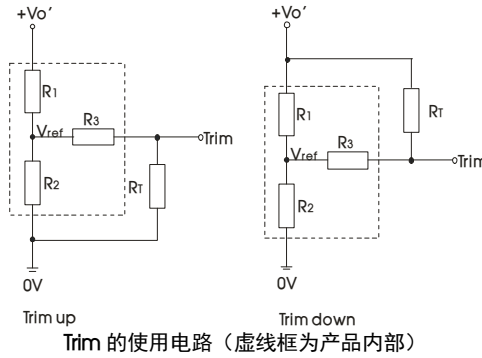 +Vo’
R1
Vref
R3
Trim
R2
RT
0V
Trim up
+Vo’
R1
RT
Vref
R3
Trim
R2
0V
Trim down
Trim 的使用电路（虚线框为产品内部）